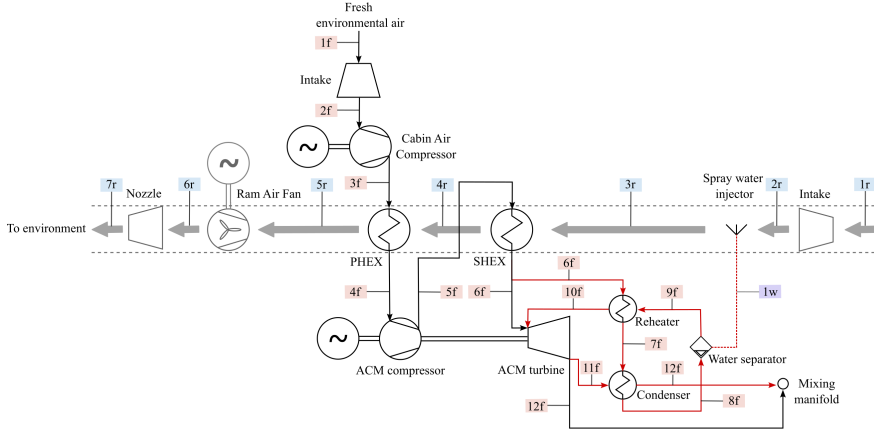 Fresh
environmental air
1f
Intake
2f
Cabin Air
Compressor
3f
7r
Nozzle
6r
Ram Air Fan
5r
4r
3r
Spray water
injector
2r
Intake
1r
To environment
PHEX
SHEX
4f
5f
6f
6f
10f
9f
1w
Reheater
7f
Water separator
ACM compressor
ACM turbine
11f
12f
Condenser
12f
8f
Mixing
manifold